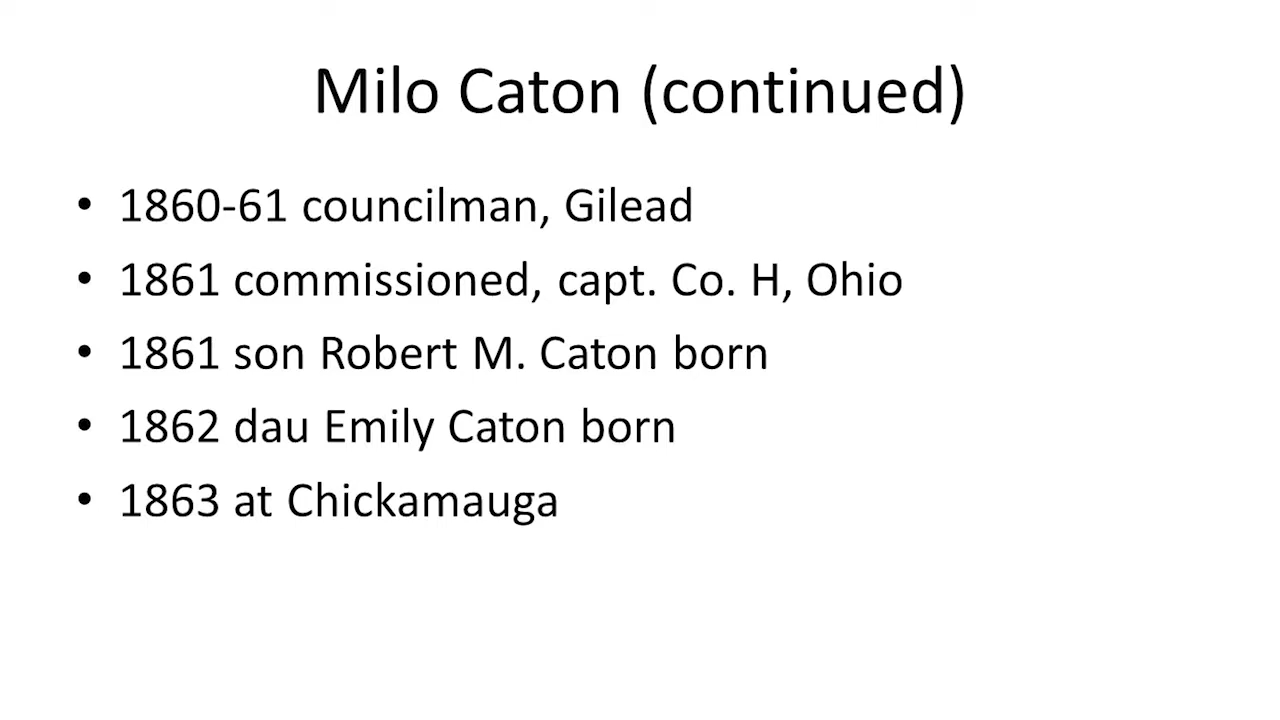 Milo Caton (continued)
• 1860-61 councilman, Gilead
• 1861 commissioned, capt. Co. H, Ohio
• 1861 son Robert M. Caton born
• 1862 dau Emily Caton born
• 1863 at Chickamauga